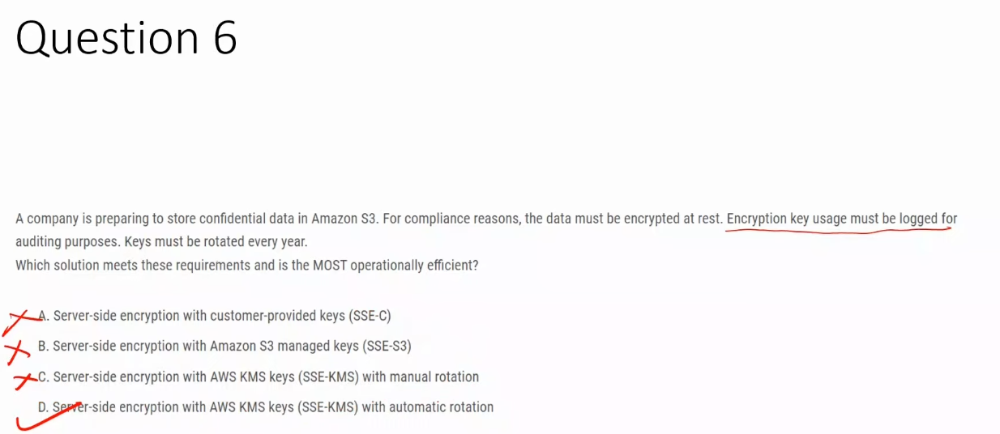 Question 6
A company is preparing to store confidential data in Amazon S3. For compliance reasons, the data must be encrypted at rest. Encryption key usage must be logged for
auditing purposes. Keys must be rotated every year.
Which solution meets these requirements and is the MOST operationally efficient?
A. Server-side encryption with customer-provided keys (SSE-C)
B. Server-side encryption with Amazon S3 managed keys (SSE-S3)
C. Server-side encryption with AWS KMS keys (SSE-KMS) with manual rotation
D. Server-side encryption with AWS KMS keys (SSE-KMS) with automatic rotation